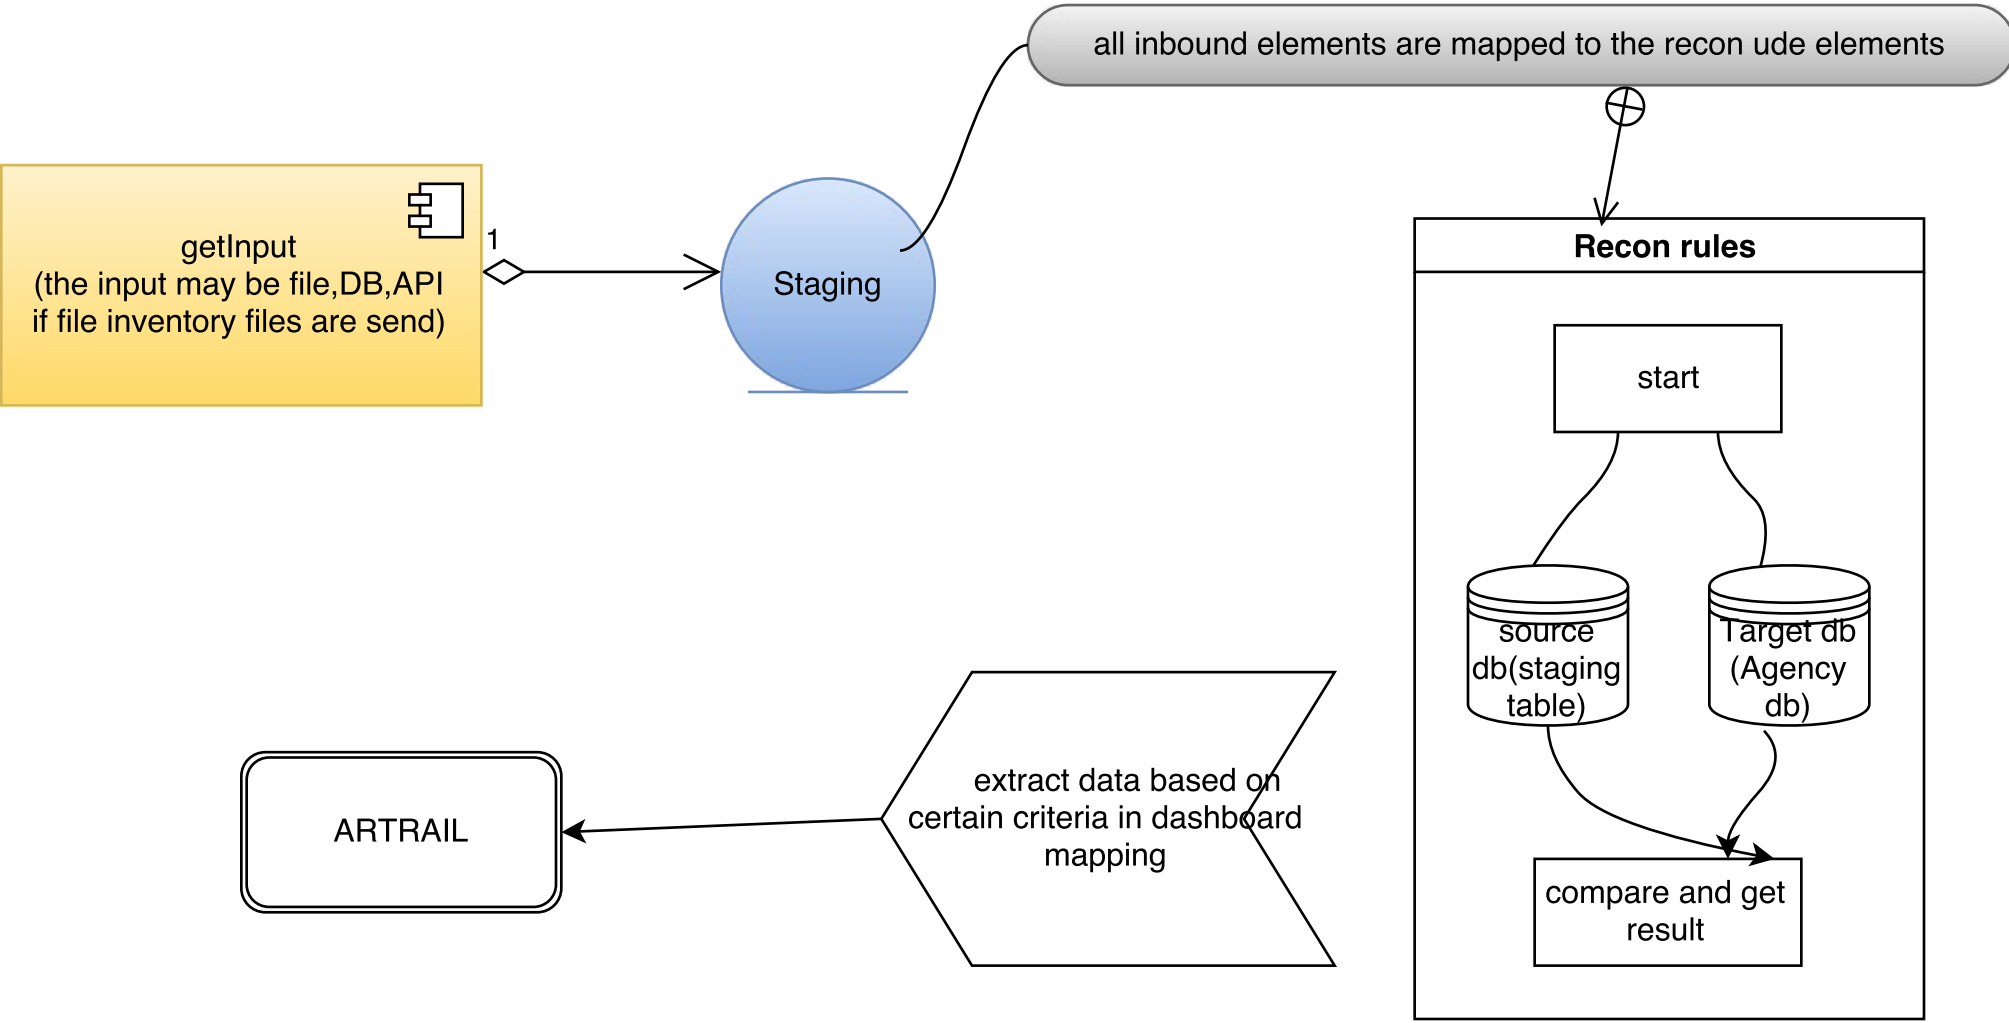 all inbound elements are mapped to the recon ude elements
getInput
(the input may be file,DB,API
if file inventory files are send)
1
Staging
Recon rules
start
source
db(staging
table)
Target db
(Agency
db)
compare and get
result
extract data based on
certain criteria in dashboard
mapping
ARTRAIL